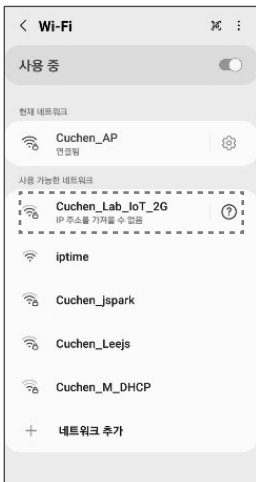 Wi-Fi
사용 중
현재 네트워크
Cuchen_AP
연결됨
사용 가능한 네트워크
Cuchen_Lab_IoT_2G
IP 주소를 가져올 수 없음
iptime
Cuchen_jspark
Cuchen_Leejs
Cuchen_M_DHCP
네트워크 추가